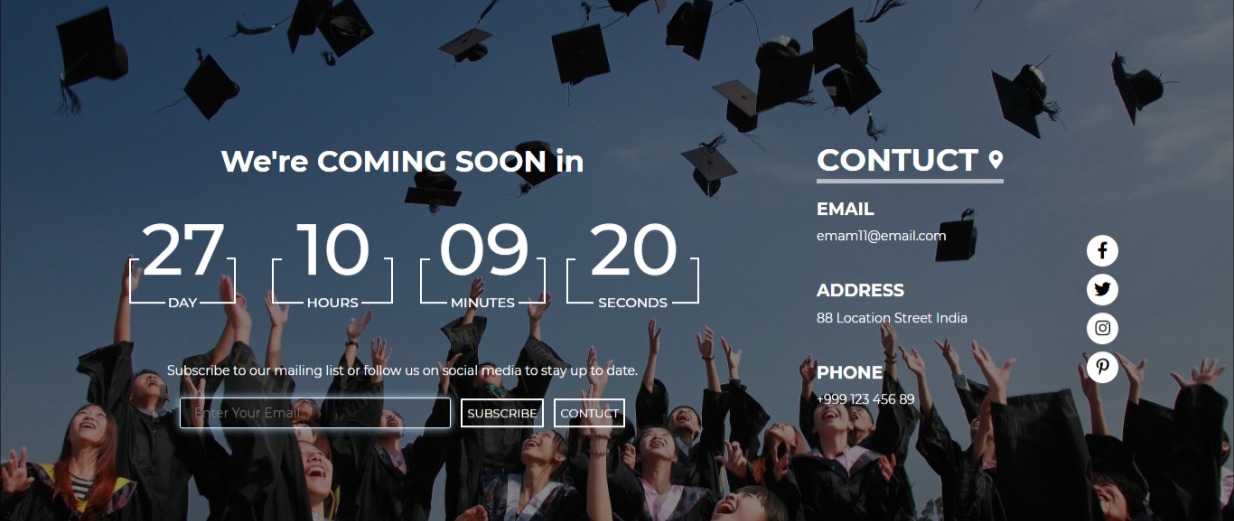 We're COMING SOON in
27 10 09 20
DAY HOURS MINUTES SECONDS
Subscribe to our mailing list or follow us on social media to stay up to date.
Enter Your Email...
SUBSCRIBE CONTUCT
CONTUCT
EMAIL
emam11@email.com
ADDRESS
88 Location Street India
PHONE
+999 123 456 89